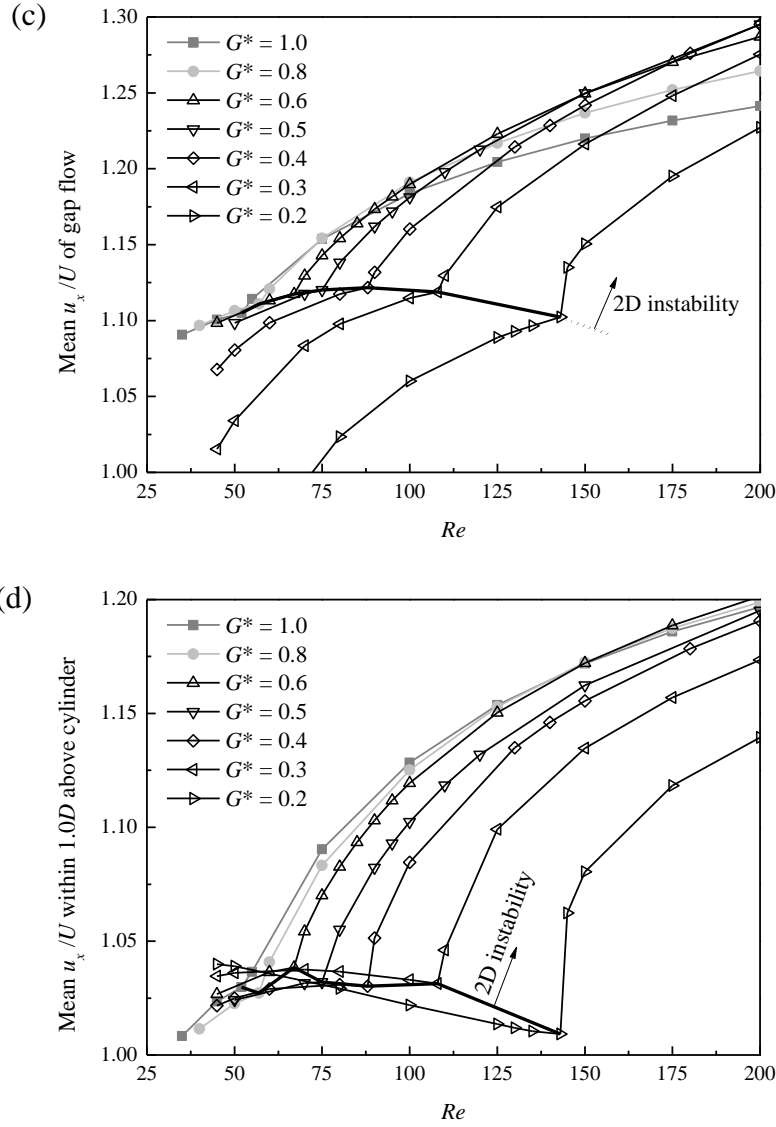 (c)
1.30
1.25
1.20
1.15
1.10
1.05
1.00
Mean u_x /U of gap flow
G* = 1.0
G* = 0.8
G* = 0.6
G* = 0.5
G* = 0.4
G* = 0.3
G* = 0.2
2D instability
25 50 75 100 125 150 175 200
Re
(d)
1.20
1.15
1.10
1.05
1.00
Mean u_x /U within 1.0D above cylinder
G* = 1.0
G* = 0.8
G* = 0.6
G* = 0.5
G* = 0.4
G* = 0.3
G* = 0.2
2D instability
25 50 75 100 125 150 175 200
Re